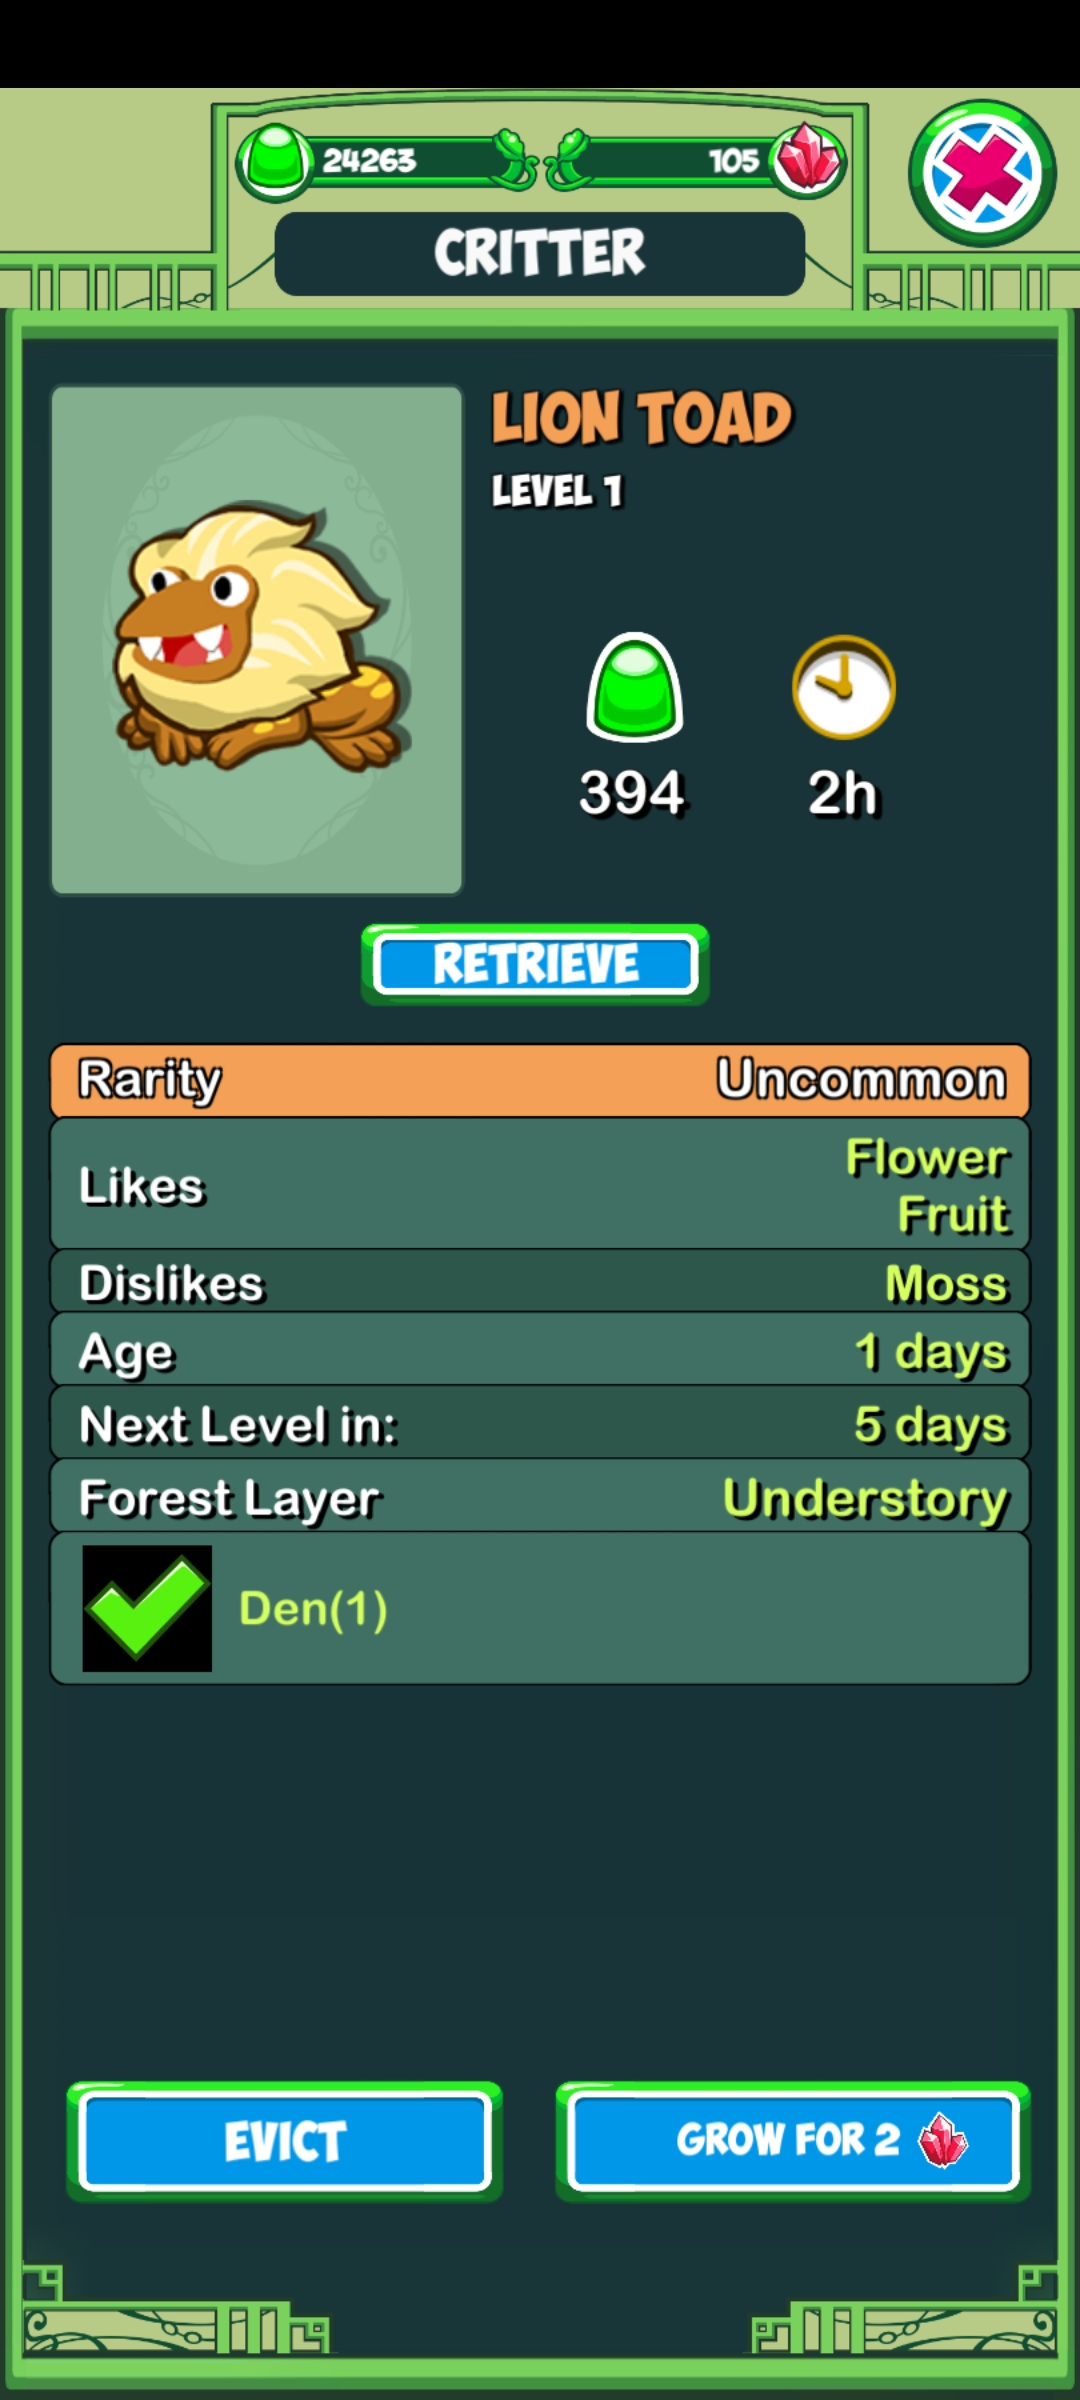 24263
105
CRITTER
LION TOAD
LEVEL 1
394
2h
RETRIEVE
Rarity Uncommon
Likes Flower
Fruit
Dislikes Moss
Age 1 days
Next Level in: 5 days
Forest Layer Understory
Den(1)
EVICT
GROW FOR 2